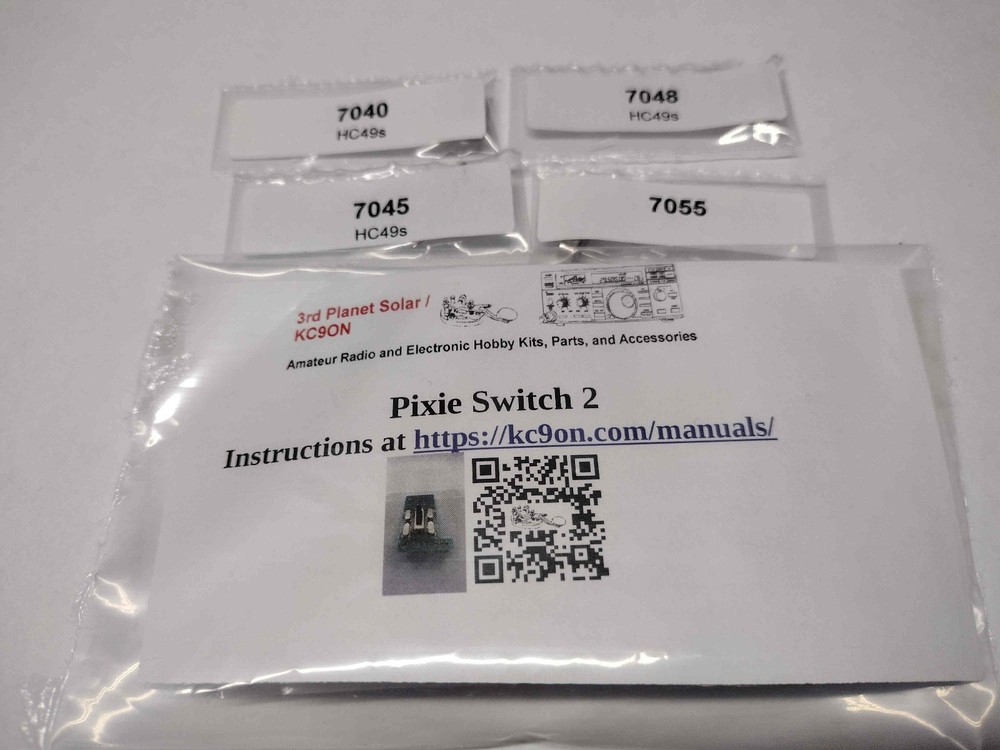 7040
HC49s
7048
HC49s
7045
HC49s
7055
3rd Planet Solar /
KC9ON
Amateur Radio and Electronic Hobby Kits, Parts, and Accessories
Pixie Switch 2
Instructions at https://kc9on.com/manuals/